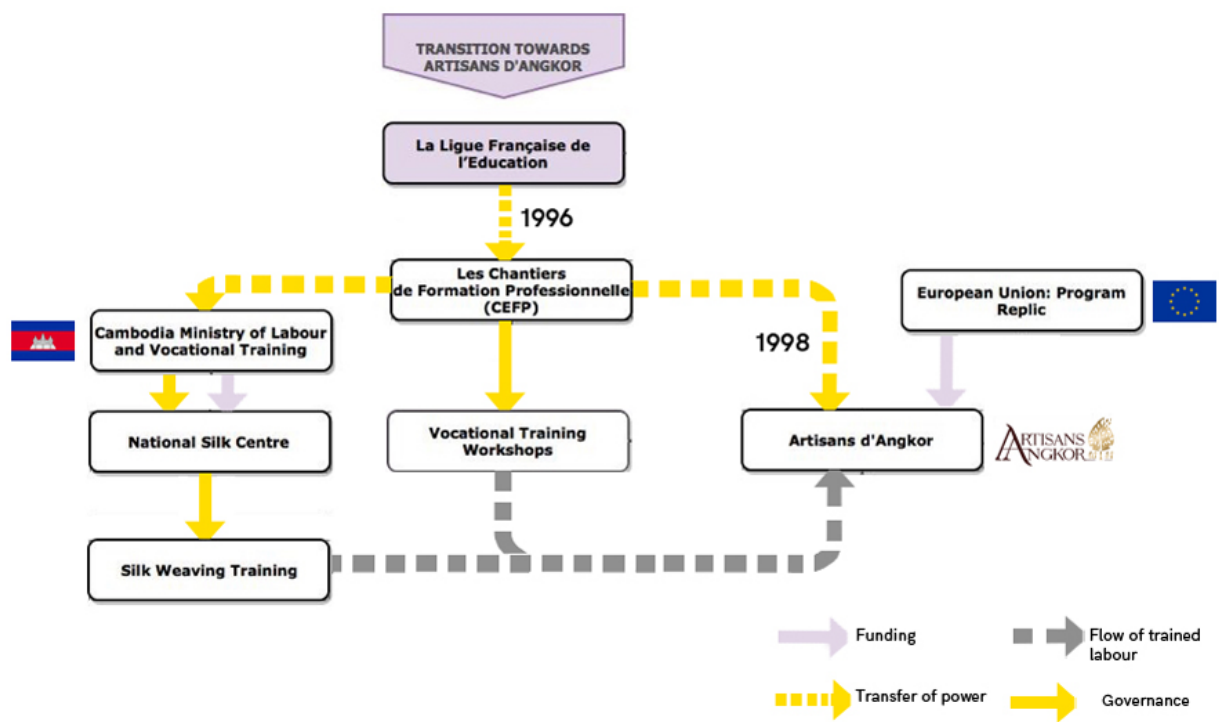 TRANSITION TOWARDS
ARTISANS D'ANGKOR
La Ligue Française de
l'Education
1996
Les Chantiers
de Formation Professionnelle
(CEFP)
European Union: Program
Replic
Cambodia Ministry of Labour
and Vocational Training
1998
National Silk Centre
Vocational Training
Workshops
Artisans d'Angkor
ARTISANS
ANGKOR
Silk Weaving Training
Funding
Flow of trained
labour
Transfer of power
Governance